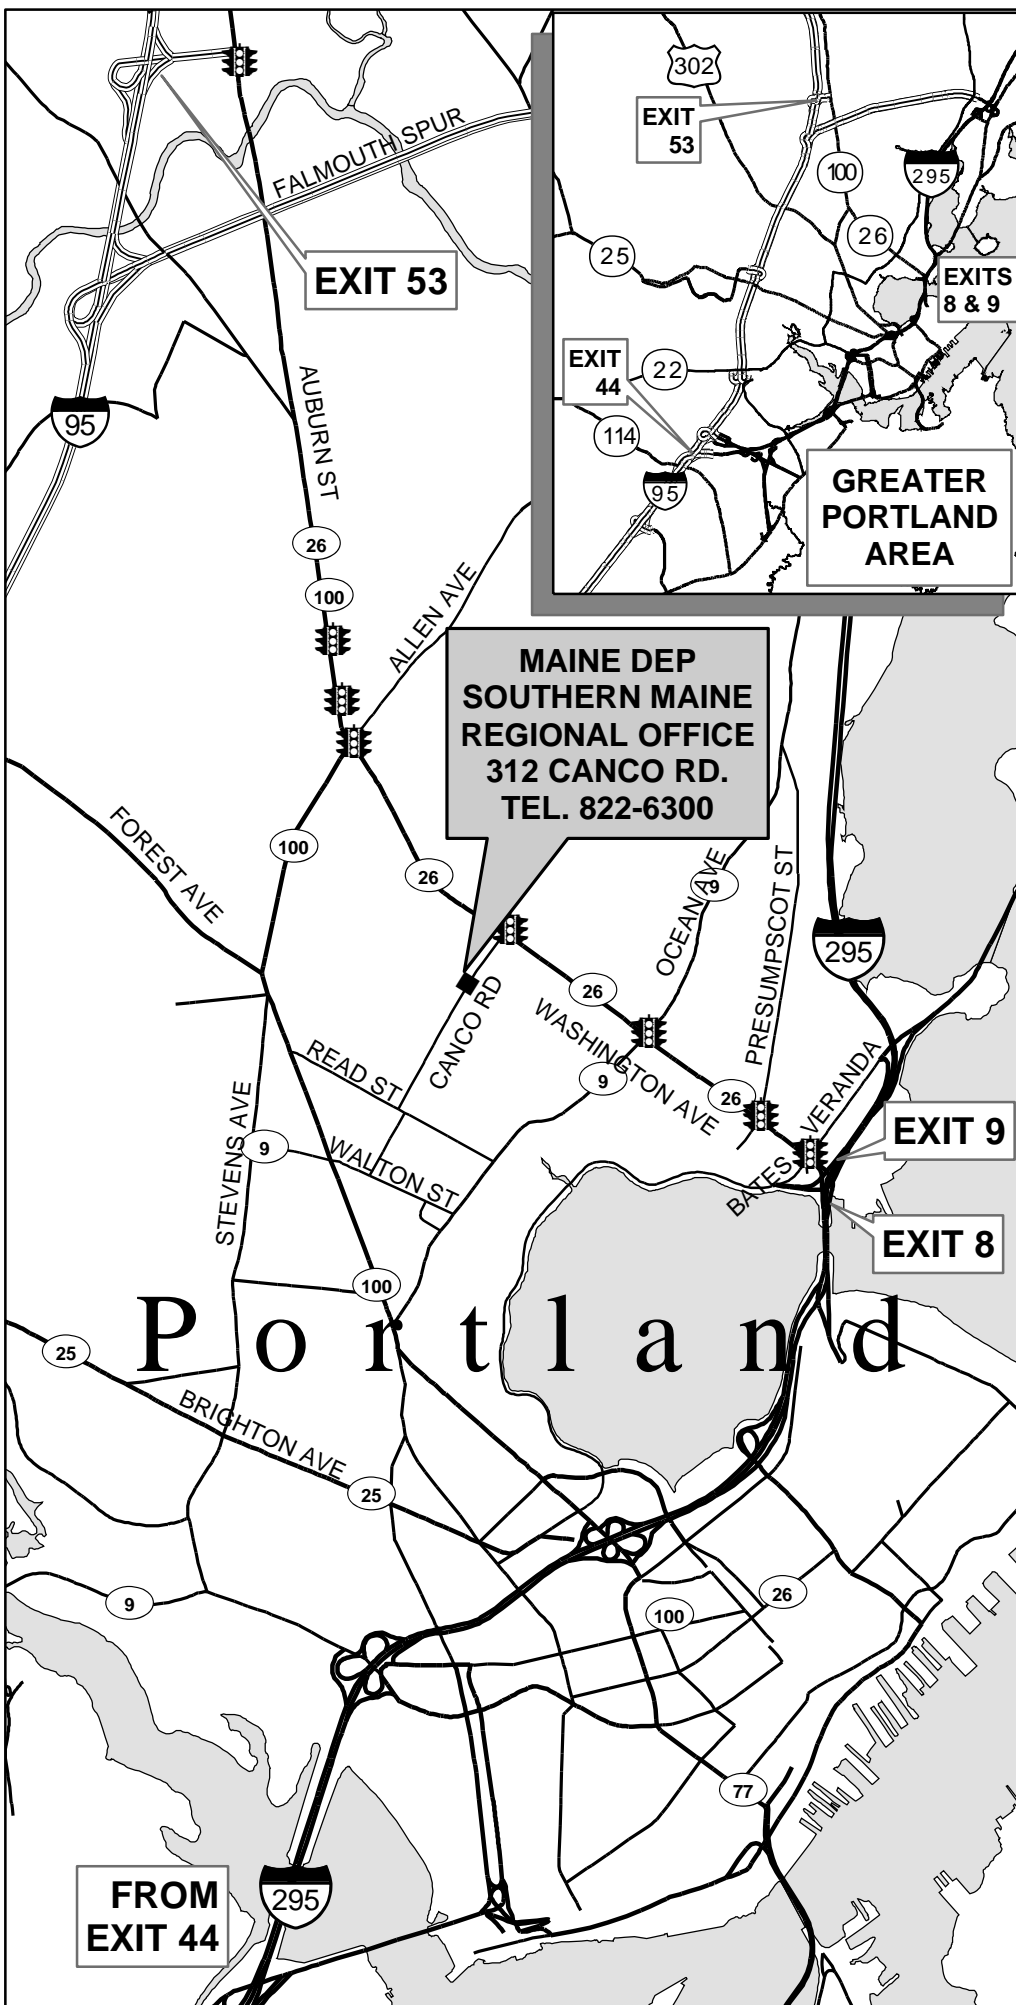 302
EXIT
53
100
295
26
25
EXITS
8 & 9
EXIT
44
22
114
95
GREATER
PORTLAND
AREA
FALMOUTH SPUR
EXIT 53
95
AUBURN ST
26
100
ALLEN AVE
MAINE DEP
SOUTHERN MAINE
REGIONAL OFFICE
312 CANCO RD.
TEL. 822-6300
FOREST AVE
100
26
OCEAN AVE
9
PRESUMPSCOT ST
295
CANCO RD
26
WASHINGTON AVE
READ ST
9
26
VERANDA
STEVENS AVE
9
WALTON ST
BATES
EXIT 9
EXIT 8
100
Portland
25
BRIGHTON AVE
25
9
26
100
77
FROM
EXIT 44
295